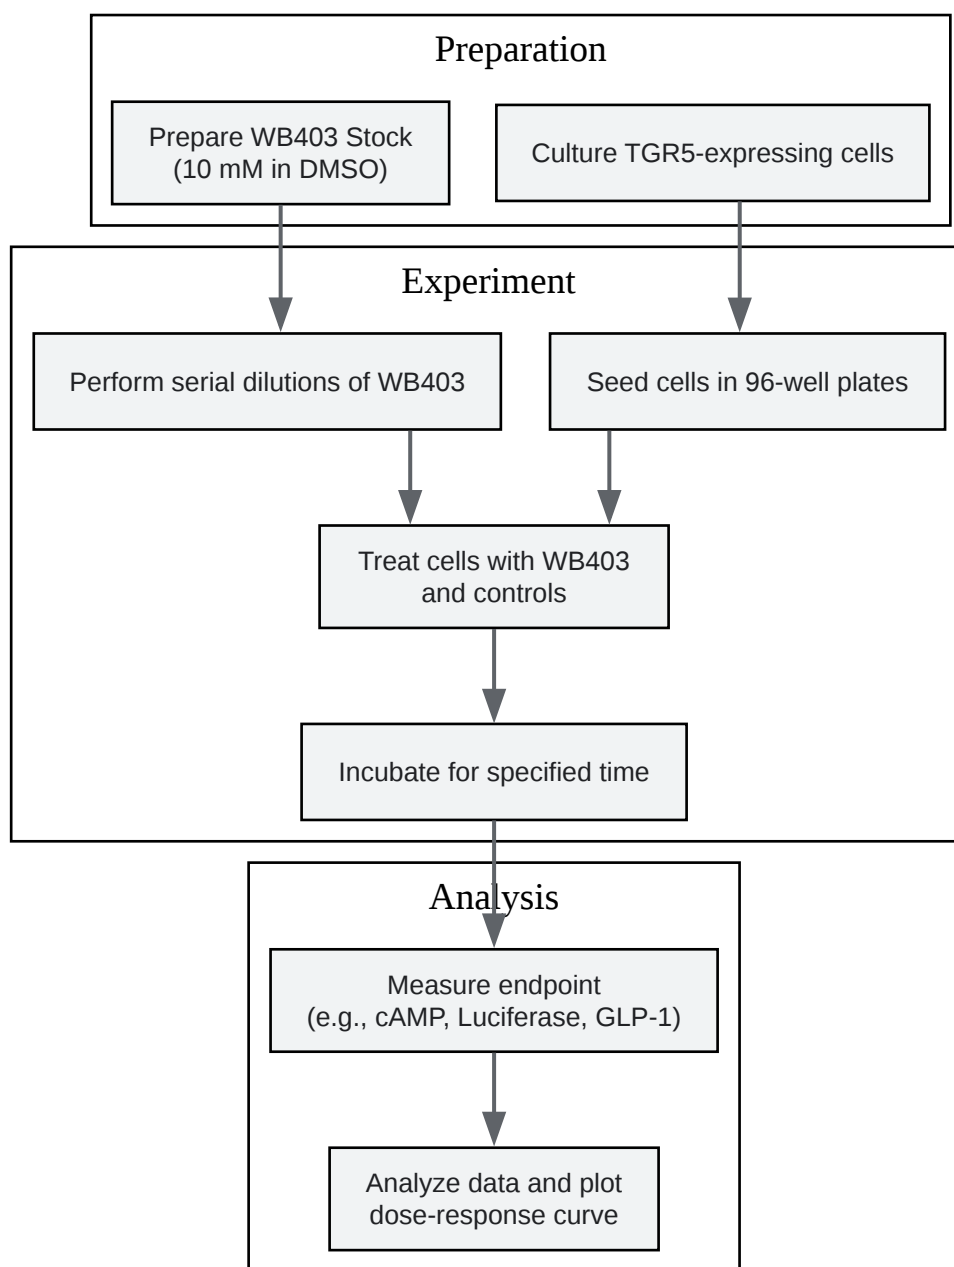 Preparation
Prepare WB403 Stock
(10 mM in DMSO)
Culture TGR5-expressing cells
Experiment
Perform serial dilutions of WB403
Seed cells in 96-well plates
Treat cells with WB403
and controls
Incubate for specified time
Analysis
Measure endpoint
(e.g., cAMP, Luciferase, GLP-1)
Analyze data and plot
dose-response curve